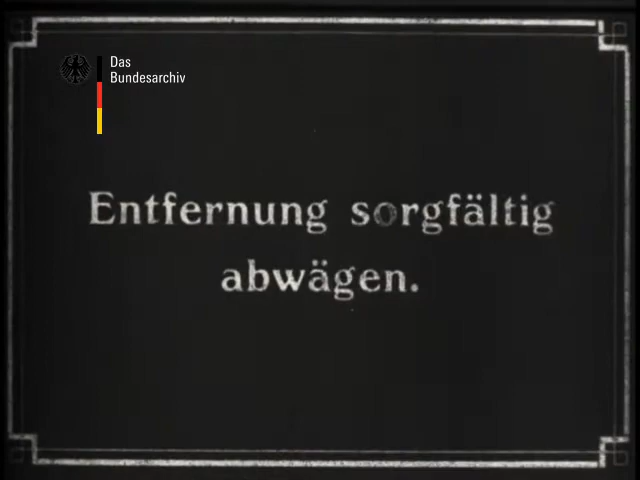 Das
Bundesarchiv
Entfernung sorgfältig
abwägen.